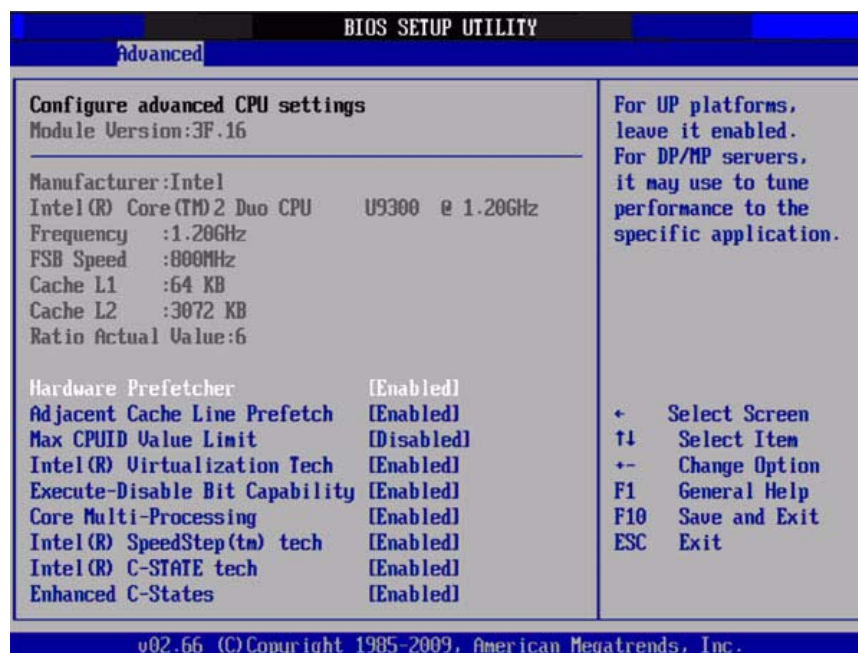 BIOS SETUP UTILITY
Advanced
Configure advanced CPU settings
Module Version:3F.16
Manufacturer:Intel
Intel(R) Core(TM)2 Duo CPU U9300 @ 1.20GHz
Frequency :1.20GHz
FSB Speed :800MHz
Cache L1 :64 KB
Cache L2 :3072 KB
Ratio Actual Value:6
Hardware Prefetcher [Enabled]
Adjacent Cache Line Prefetch [Enabled]
Max CPUID Value Limit [Disabled]
Intel(R) Virtualization Tech [Enabled]
Execute-Disable Bit Capability [Enabled]
Core Multi-Processing [Enabled]
Intel(R) SpeedStep(tm) tech [Enabled]
Intel(R) C-STATE tech [Enabled]
Enhanced C-States [Enabled]
For UP platforms,
leave it enabled.
For DP/MP servers,
it may use to tune
performance to the
specific application.
← Select Screen
↑↓ Select Item
+- Change Option
F1 General Help
F10 Save and Exit
ESC Exit
v02.66 (C)Copyright 1985-2009, American Megatrends, Inc.